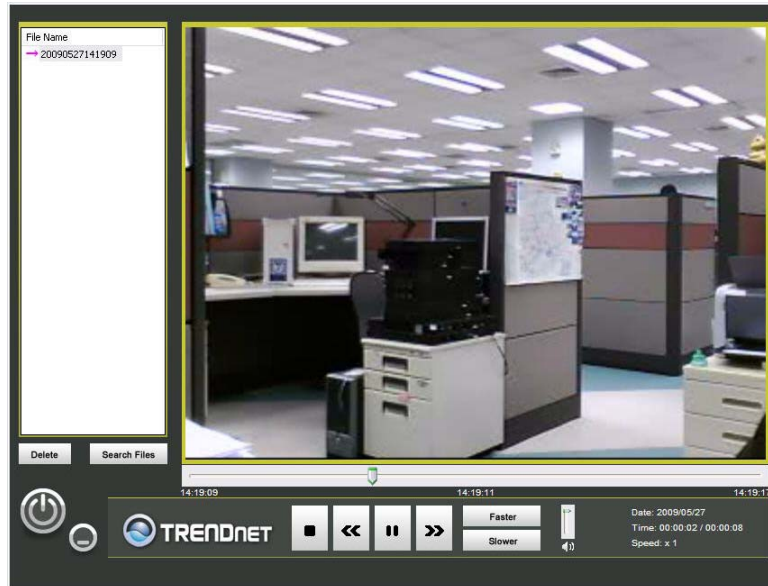 File Name
20090527141909
Delete
Search Files
14:19:09
14:19:11
14:19:17
TRENDNET
Faster
Slower
Date: 2009/05/27
Time: 00:00:02 / 00:00:08
Speed: x 1